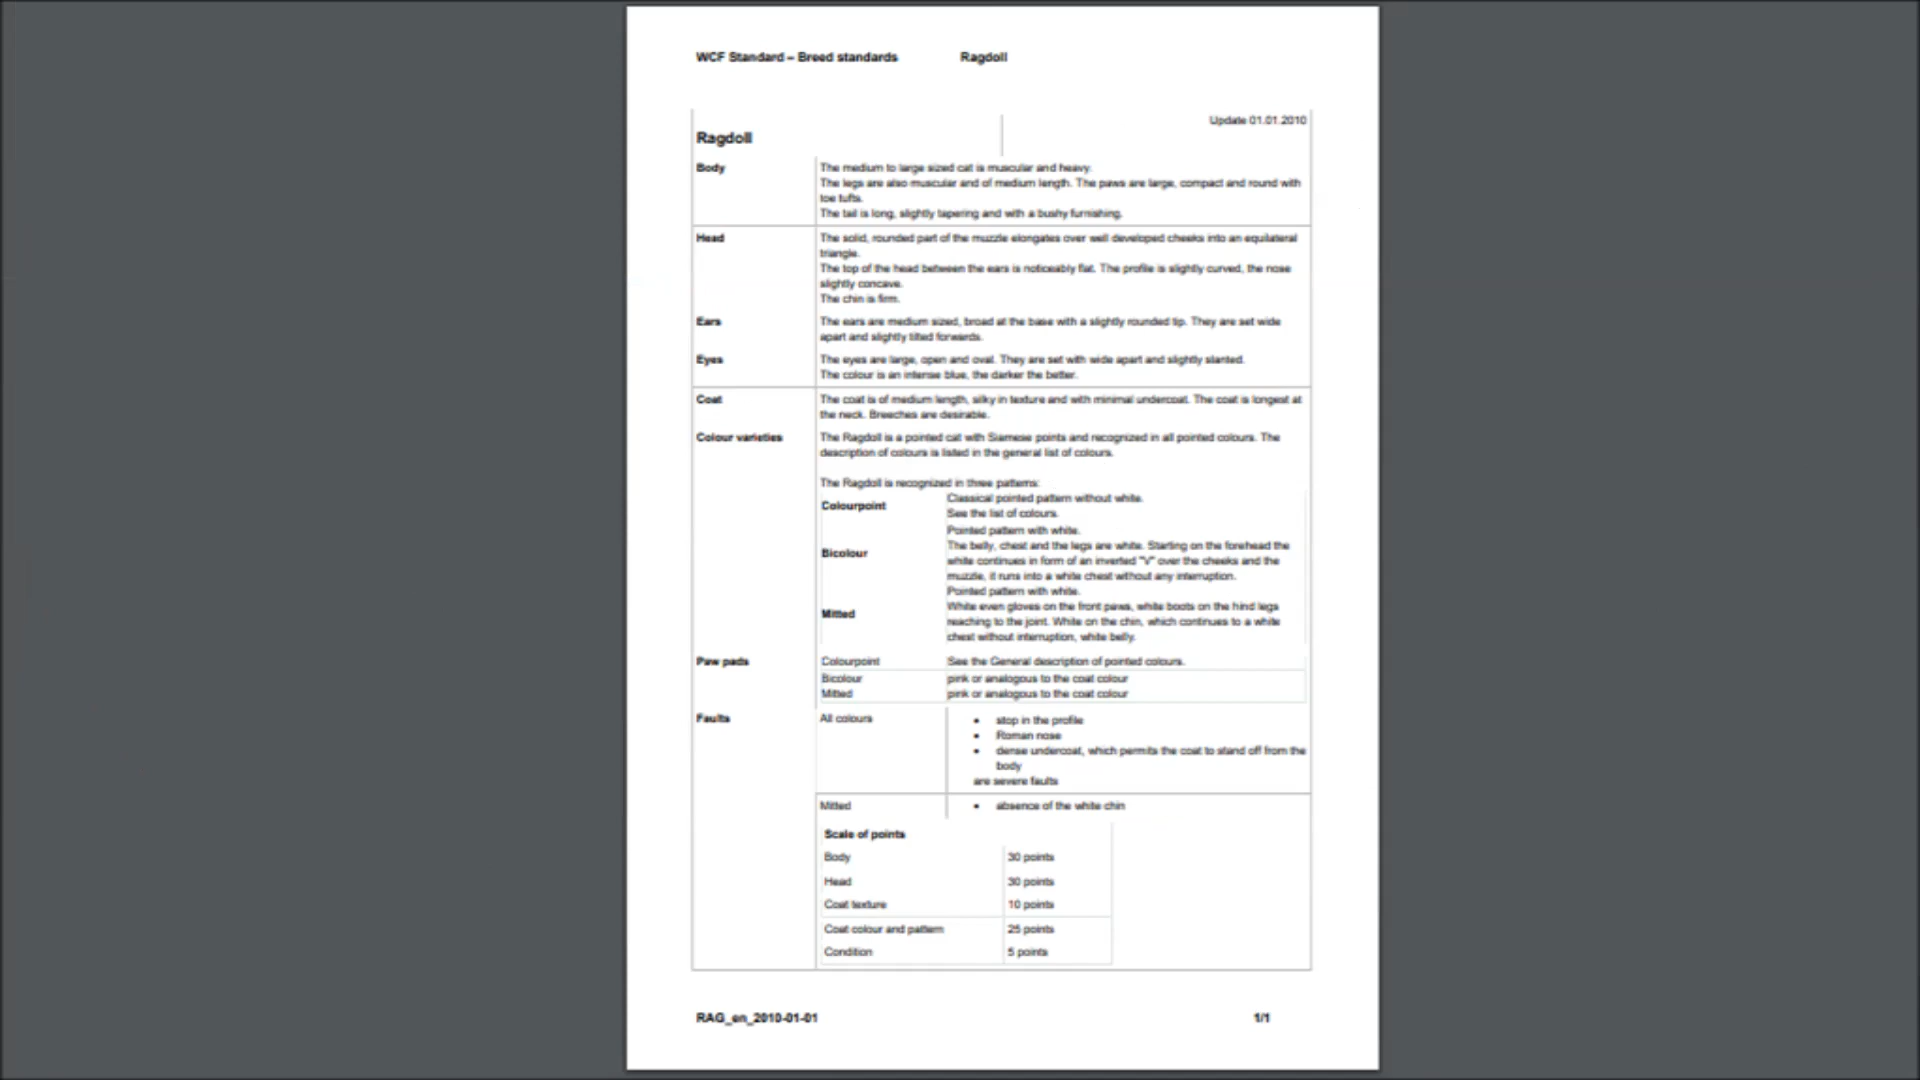 WCF Standard – Breed standards Ragdoll
Update 01.01.2010
Ragdoll
Body The medium to large sized cat is muscular and heavy.
The legs are also muscular and of medium length. The paws are large, compact and round with
toe tufts.
The tail is long, slightly tapering and with a bushy furnishing.
Head The solid, rounded part of the muzzle elongates over well developed cheeks into an equilateral
triangle.
The top of the head between the ears is noticeably flat. The profile is slightly curved, the nose
slightly concave.
The chin is firm.
Ears The ears are medium sized, broad at the base with a slightly rounded tip. They are set wide
apart and slightly tilted forwards.
Eyes The eyes are large, open and oval. They are set with wide apart and slightly slanted.
The colour is an intense blue, the darker the better.
Coat The coat is of medium length, silky in texture and with minimal undercoat. The coat is longest at
the neck. Breeches are desirable.
Colour varieties The Ragdoll is a pointed cat with Siamese points and recognized in all pointed colours. The
description of colours is listed in the general list of colours.
The Ragdoll is recognized in three patterns:
Colourpoint Classical pointed pattern without white.
See the list of colours.
Bicolour Pointed pattern with white.
The belly, chest and the legs are white. Starting on the forehead the
white continues in form of an inverted "V" over the cheeks and the
muzzle, it runs into a white chest without any interruption.
Mitted Pointed pattern with white.
White even gloves on the front paws, white boots on the hind legs
reaching to the joint. White on the chin, which continues to a white
chest without interruption, white belly.
Paw pads Colourpoint See the General description of pointed colours.
Bicolour pink or analogous to the coat colour
Mitted pink or analogous to the coat colour
Faults All colours • stop in the profile
• Roman nose
• dense undercoat, which permits the coat to stand off from the
body
are severe faults
Mitted • absence of the white chin
Scale of points
Body 30 points
Head 30 points
Coat texture 10 points
Coat colour and pattern 25 points
Condition 5 points
RAG_en_2010-01-01 1/1